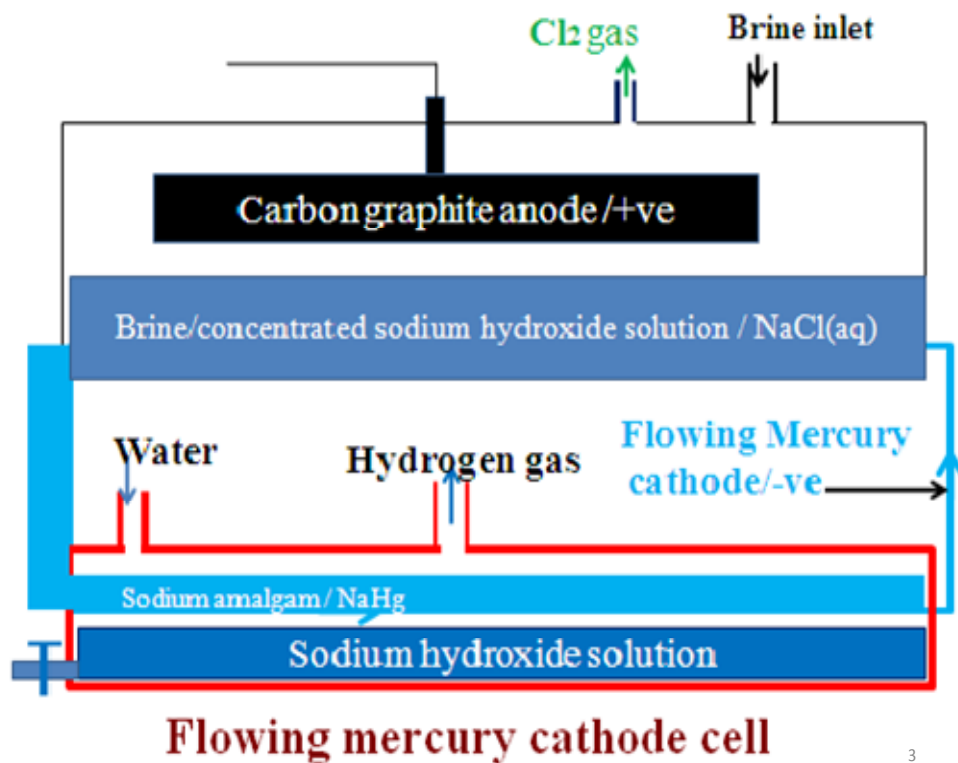 Cl2 gas
Brine inlet
Carbon graphite anode /+ve
Brine/concentrated sodium hydroxide solution / NaCl(aq)
Water
Hydrogen gas
Flowing Mercury
cathode/-ve
Sodium amalgam / NaHg
Sodium hydroxide solution
Flowing mercury cathode cell
3